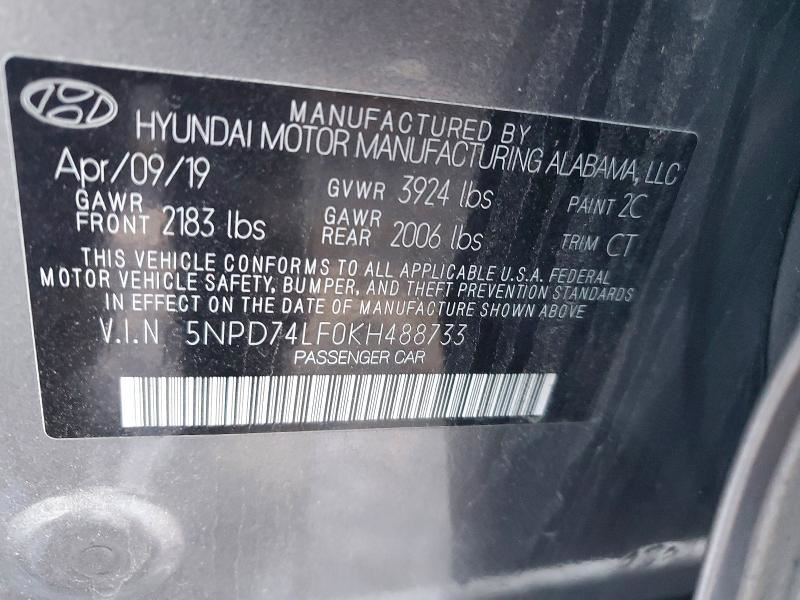 MANUFACTURED BY
HYUNDAI MOTOR MANUFACTURING ALABAMA, LLC
Apr/09/19 GVWR 3924 lbs PAINT 2C
GAWR FRONT 2183 lbs GAWR REAR 2006 lbs TRIM CT
THIS VEHICLE CONFORMS TO ALL APPLICABLE U.S.A. FEDERAL
MOTOR VEHICLE SAFETY, BUMPER, AND THEFT PREVENTION STANDARDS
IN EFFECT ON THE DATE OF MANUFACTURE SHOWN ABOVE
V.I.N 5NPD74LF0KH488733
PASSENGER CAR